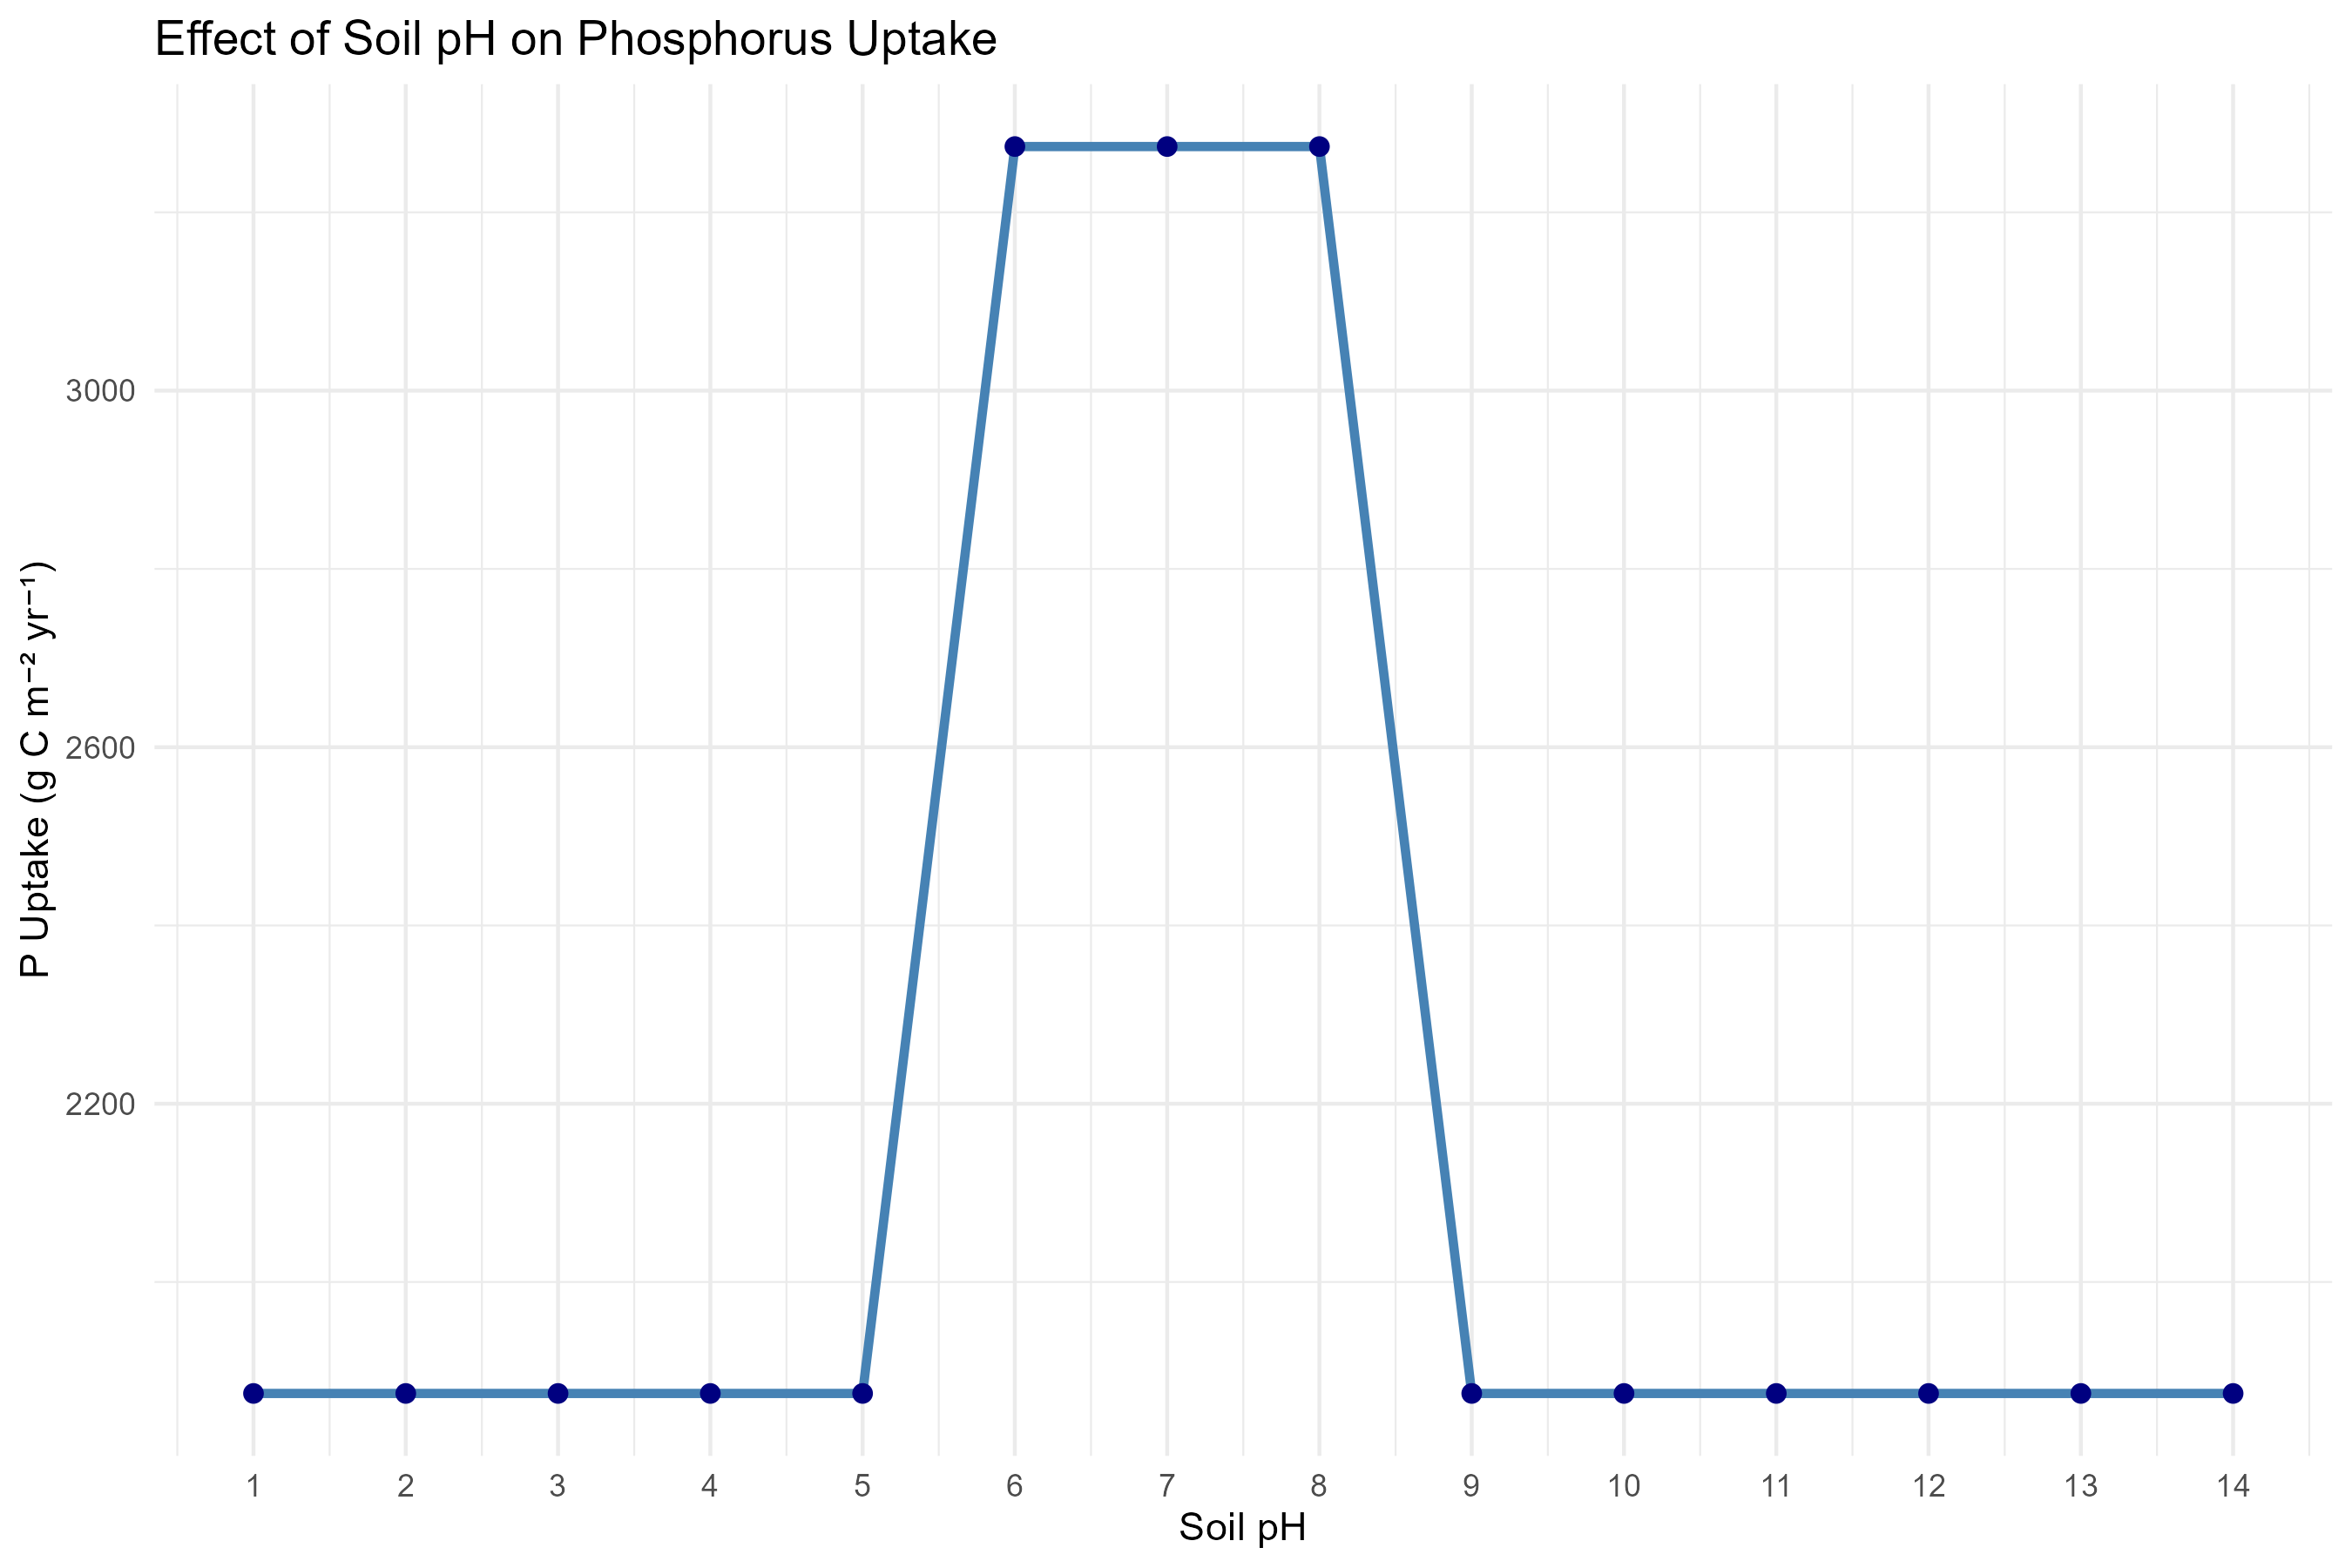 Effect of Soil pH on Phosphorus Uptake
P Uptake (g C m⁻² yr⁻¹)
3000
2600
2200
1 2 3 4 5 6 7 8 9 10 11 12 13 14
Soil pH